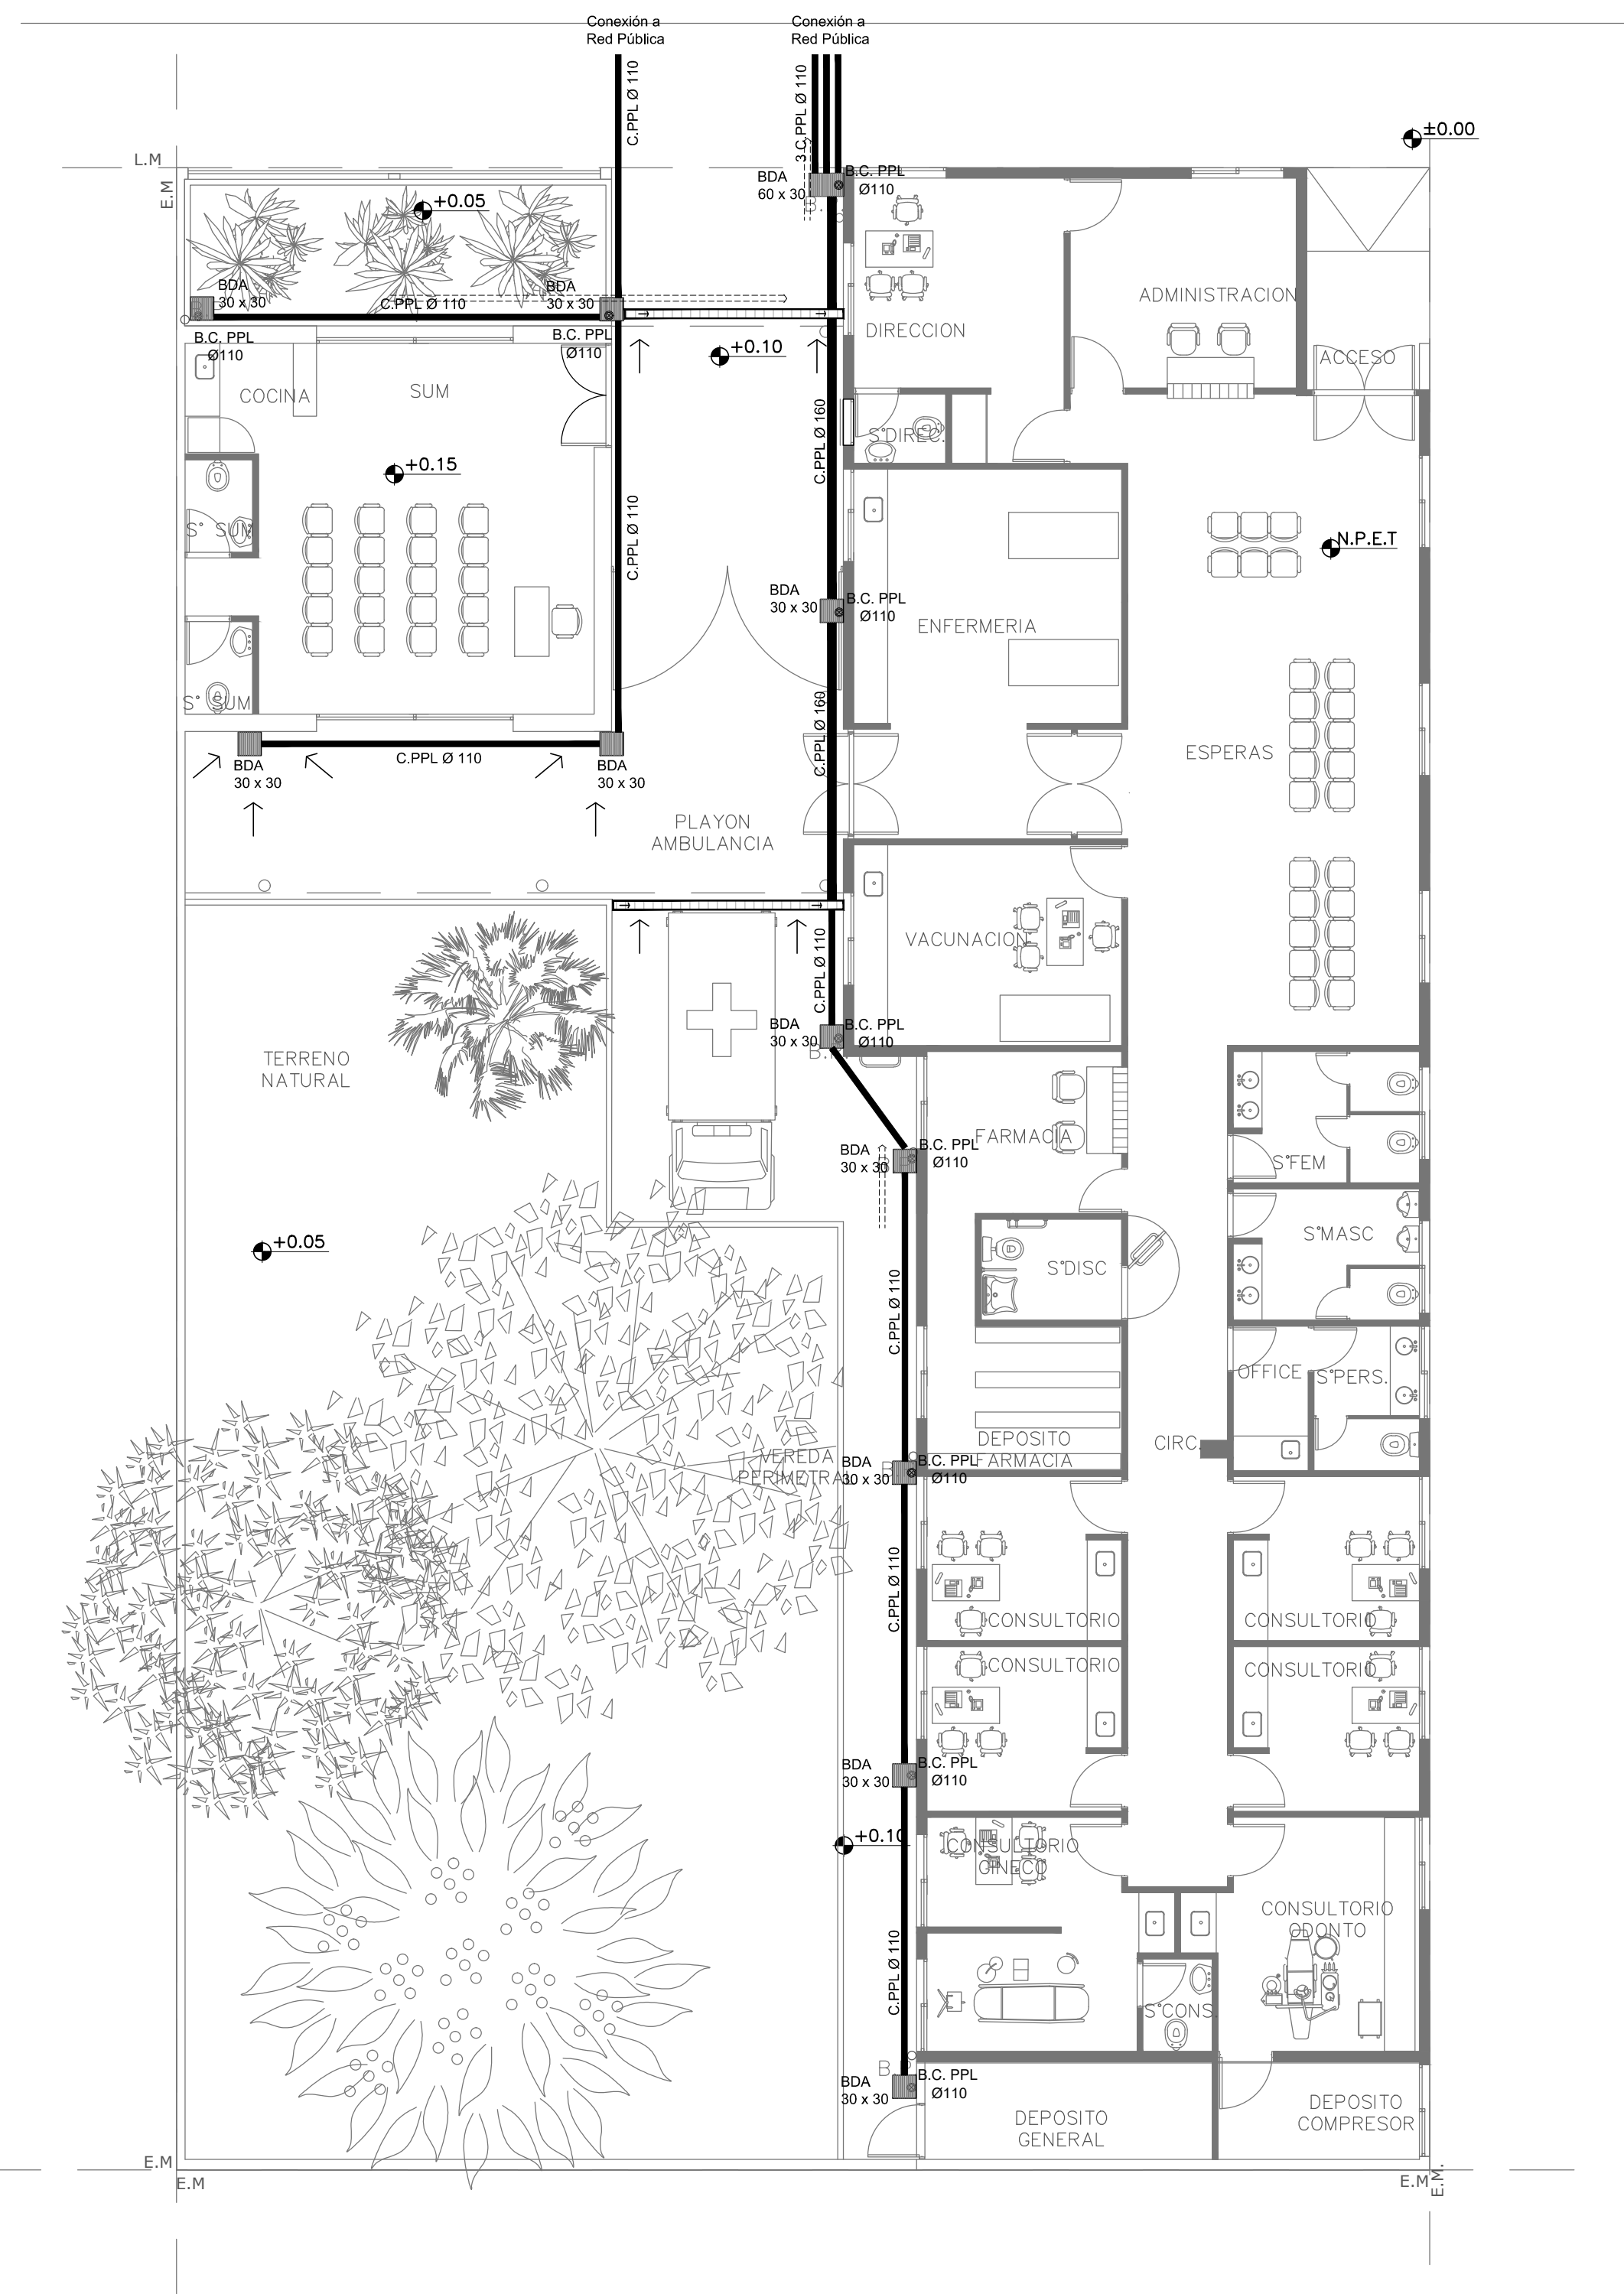 Conexión a
Red Pública
Conexión a
Red Pública
C.PPL Ø 110
3 C.PPL Ø 110
±0.00
L.M
E.M
BDA
60 x 30
B.C. PPL
Ø110
+0.05
BDA
30 x 30
C.PPL Ø 110
BDA
30 x 30
ADMINISTRACION
DIRECCION
B.C. PPL
Ø110
B.C. PPL
Ø110
+0.10
ACCESO
COCINA
SUM
C.PPL Ø 160
S°DIREC.
+0.15
C.PPL Ø 110
S° SUM
N.P.E.T
BDA
30 x 30
B.C. PPL
Ø110
ENFERMERIA
S° SUM
C.PPL Ø 160
ESPERAS
C.PPL Ø 110
BDA
30 x 30
BDA
30 x 30
PLAYON
AMBULANCIA
VACUNACION
C.PPL Ø 110
BDA
30 x 30
B.C. PPL
Ø110
TERRENO
NATURAL
FARMACIA
BDA
30 x 30
B.C. PPL
Ø110
S°FEM
S°MASC
+0.05
S°DISC
C.PPL Ø 110
OFFICE
S°PERS.
DEPOSITO
FARMACIA
CIRC.
VEREDA
PERIMETRAL
BDA
30 x 30
B.C. PPL
Ø110
C.PPL Ø 110
CONSULTORIO
CONSULTORIO
CONSULTORIO
CONSULTORIO
BDA
30 x 30
B.C. PPL
Ø110
+0.10
CONSULTORIO
GINECO
CONSULTORIO
ODONTO
C.PPL Ø 110
S°CONS.
BDA
30 x 30
B.C. PPL
Ø110
DEPOSITO
GENERAL
DEPOSITO
COMPRESOR
E.M
E.M
E.M
E.M.